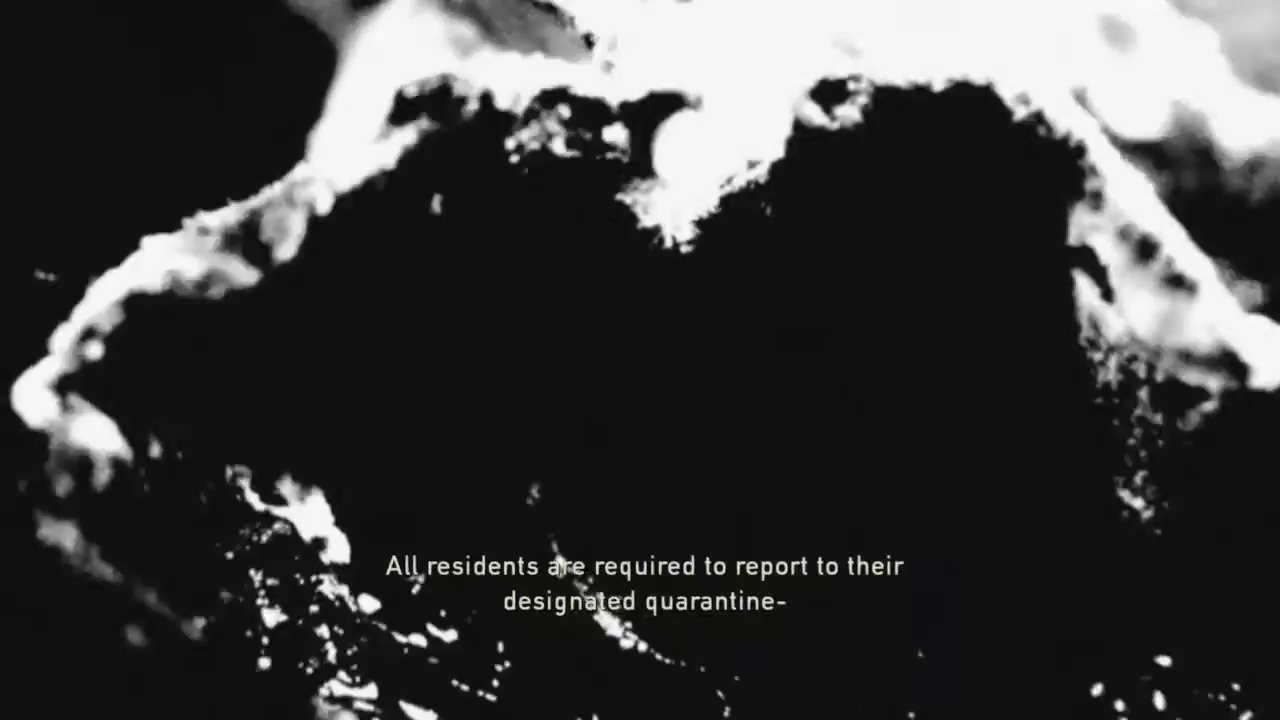 All residents are required to report to their
designated quarantine-